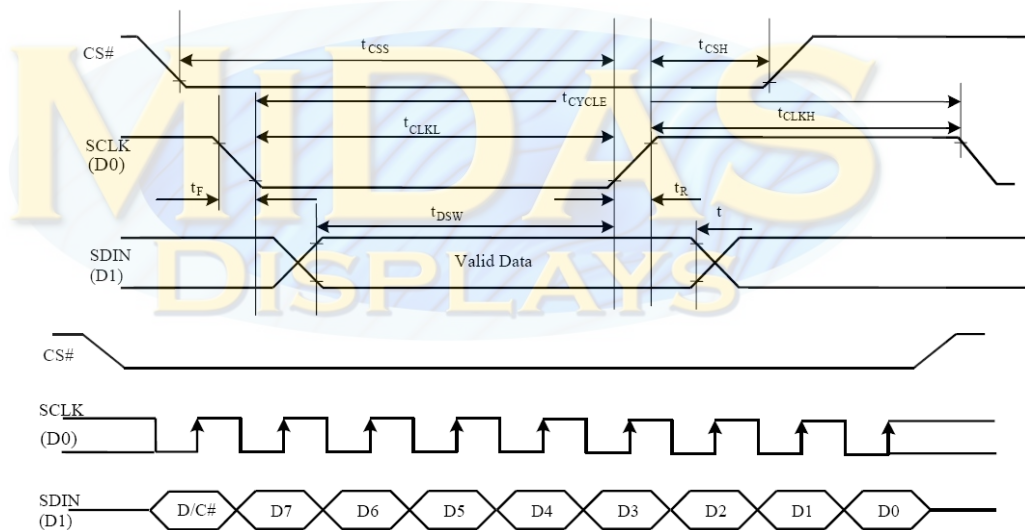 CS#
tCSS
tCSH
tCYCLE
tCLKL
tCLKH
SCLK
(D0)
tF
tR
tDSW
t
SDIN
(D1)
Valid Data
MIDAS
DISPLAYS
CS#
SCLK
(D0)
SDIN
(D1)
D/C# D7 D6 D5 D4 D3 D2 D1 D0